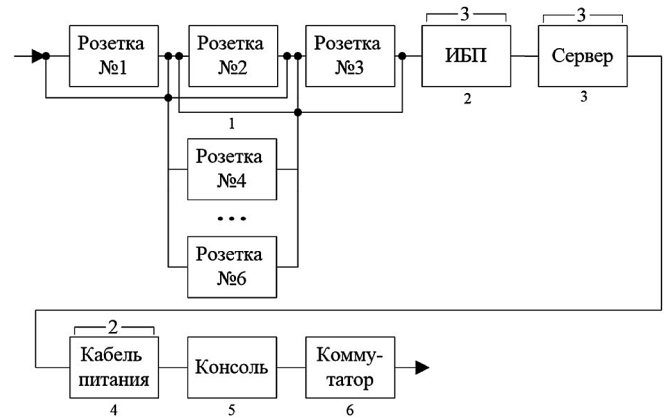 3
3
Розетка
№1
Розетка
№2
Розетка
№3
ИБП
Сервер
1
2
3
Розетка
№4
...
Розетка
№6
2
Кабель
питания
Консоль
Комму-
татор
4
5
6